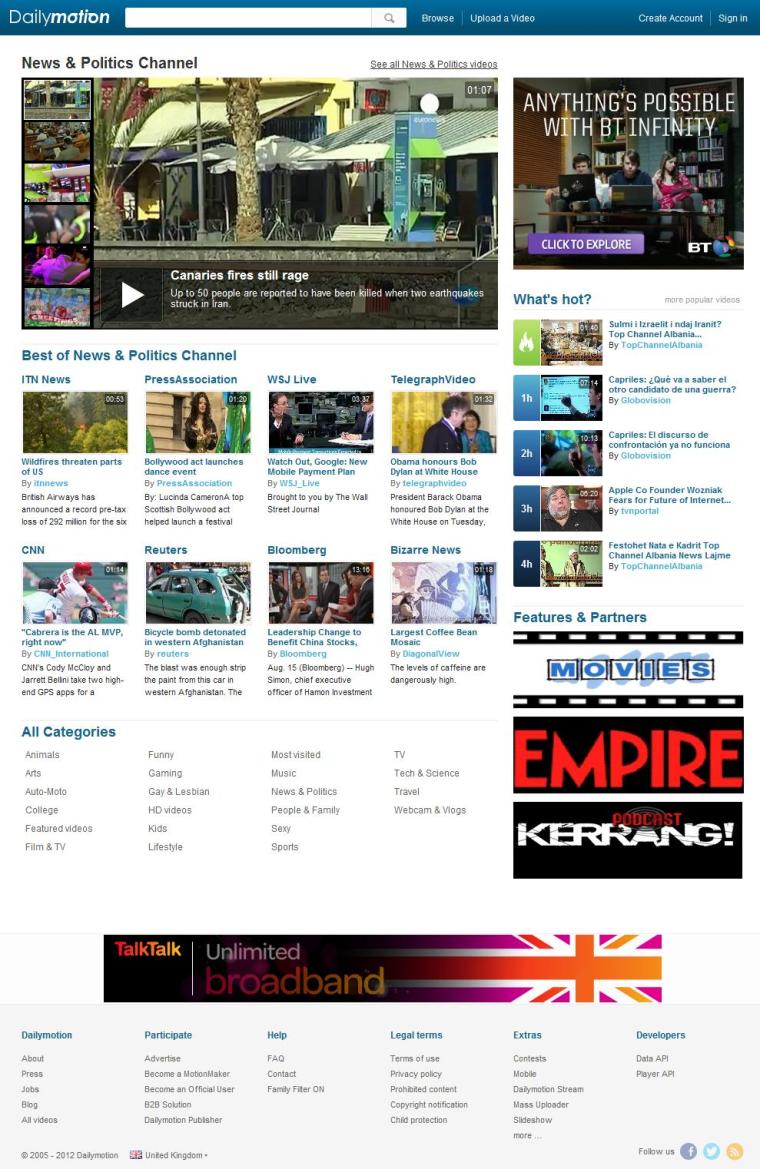 Dailymotion
Browse
Upload a Video
Create Account
Sign in
News & Politics Channel
See all News & Politics videos
01:07
euronews
Canaries fires still rage
Up to 50 people are reported to have been killed when two earthquakes
struck in Iran.
ANYTHING'S POSSIBLE
WITH BT INFINITY
CLICK TO EXPLORE
BT
What's hot?
more popular videos
01:40
Sulmi i Izraelit i ndaj Iranit?
Top Channel Albania...
By TopChannelAlbania
1h
07:14
Capriles: ¿Qué va a saber el
otro candidato de una guerra?
By Globovision
2h
10:13
Capriles: El discurso de
confrontación ya no funciona
By Globovision
3h
06:20
Apple Co Founder Wozniak
Fears for Future of Internet...
By tvnportal
4h
02:02
Festohet Nata e Kadrit Top
Channel Albania News Lajme
By TopChannelAlbania
Best of News & Politics Channel
ITN News
00:53
Wildfires threaten parts
of US
By itnnews
British Airways has
announced a record pre-tax
loss of 292 million for the six
PressAssociation
01:20
Bollywood act launches
dance event
By PressAssociation
By: Lucinda CameronA top
Scottish Bollywood act
helped launch a festival
WSJ Live
03:37
Watch Out, Google: New
Mobile Payment Plan
By WSJ_Live
Brought to you by The Wall
Street Journal
TelegraphVideo
01:32
Obama honours Bob
Dylan at White House
By telegraphvideo
President Barack Obama
honoured Bob Dylan at the
White House on Tuesday,
CNN
01:14
"Cabrera is the AL MVP,
right now"
By CNN_International
CNN's Cody McCloy and
Jarrett Bellini take two high-
end GPS apps for a
Reuters
00:36
Bicycle bomb detonated
in western Afghanistan
By reuters
The blast was enough strip
the paint from this car in
western Afghanistan. The
Bloomberg
13:16
Leadership Change to
Benefit China Stocks,
By Bloomberg
Aug. 15 (Bloomberg) -- Hugh
Simon, chief executive
officer of Hamon Investment
Bizarre News
01:18
Largest Coffee Bean
Mosaic
By DiagonalView
The levels of caffeine are
dangerously high.
Features & Partners
MOVIES
EMPIRE
PODCAST
KERRANG!
All Categories
Animals
Arts
Auto-Moto
College
Featured videos
Film & TV
Funny
Gaming
Gay & Lesbian
HD videos
Kids
Lifestyle
Most visited
Music
News & Politics
People & Family
Sexy
Sports
TV
Tech & Science
Travel
Webcam & Vlogs
TalkTalk
Unlimited
broadband
Dailymotion
About
Press
Jobs
Blog
All videos
Participate
Advertise
Become a MotionMaker
Become an Official User
B2B Solution
Dailymotion Publisher
Help
FAQ
Contact
Family Filter ON
Legal terms
Terms of use
Privacy policy
Prohibited content
Copyright notification
Child protection
Extras
Contests
Mobile
Dailymotion Stream
Mass Uploader
Slideshow
more ...
Developers
Data API
Player API
© 2005 - 2012 Dailymotion
United Kingdom
Follow us